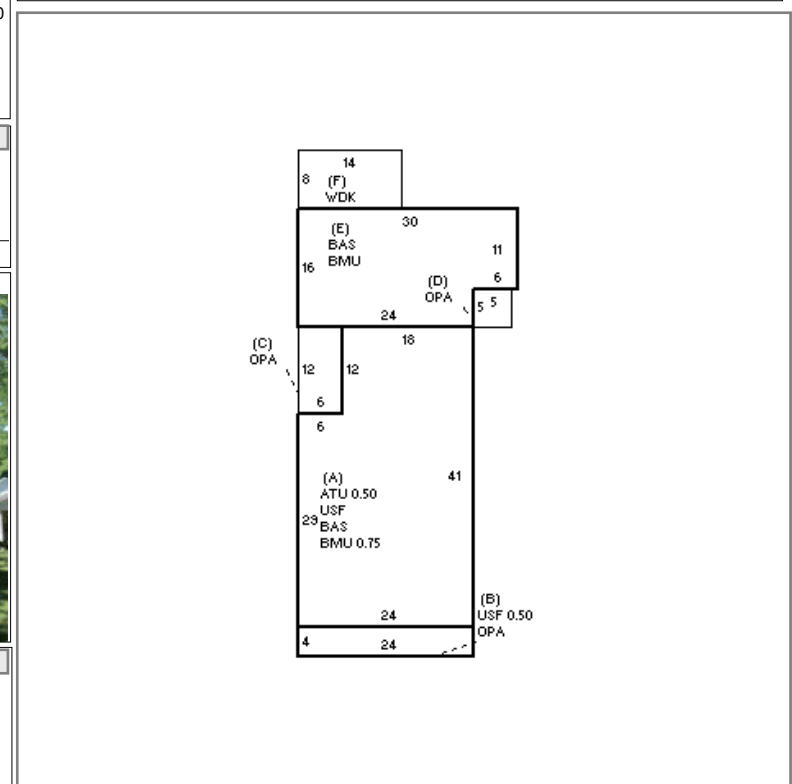 14
8
(F)
WDK
30
(E)
BAS
BMU
11
16
6
(D)
OPA
5
5
24
18
(C)
OPA
12
12
6
6
(A)
ATU 0.50
USF
BAS
BMU 0.75
41
29
24
(B)
USF 0.50
OPA
4
24